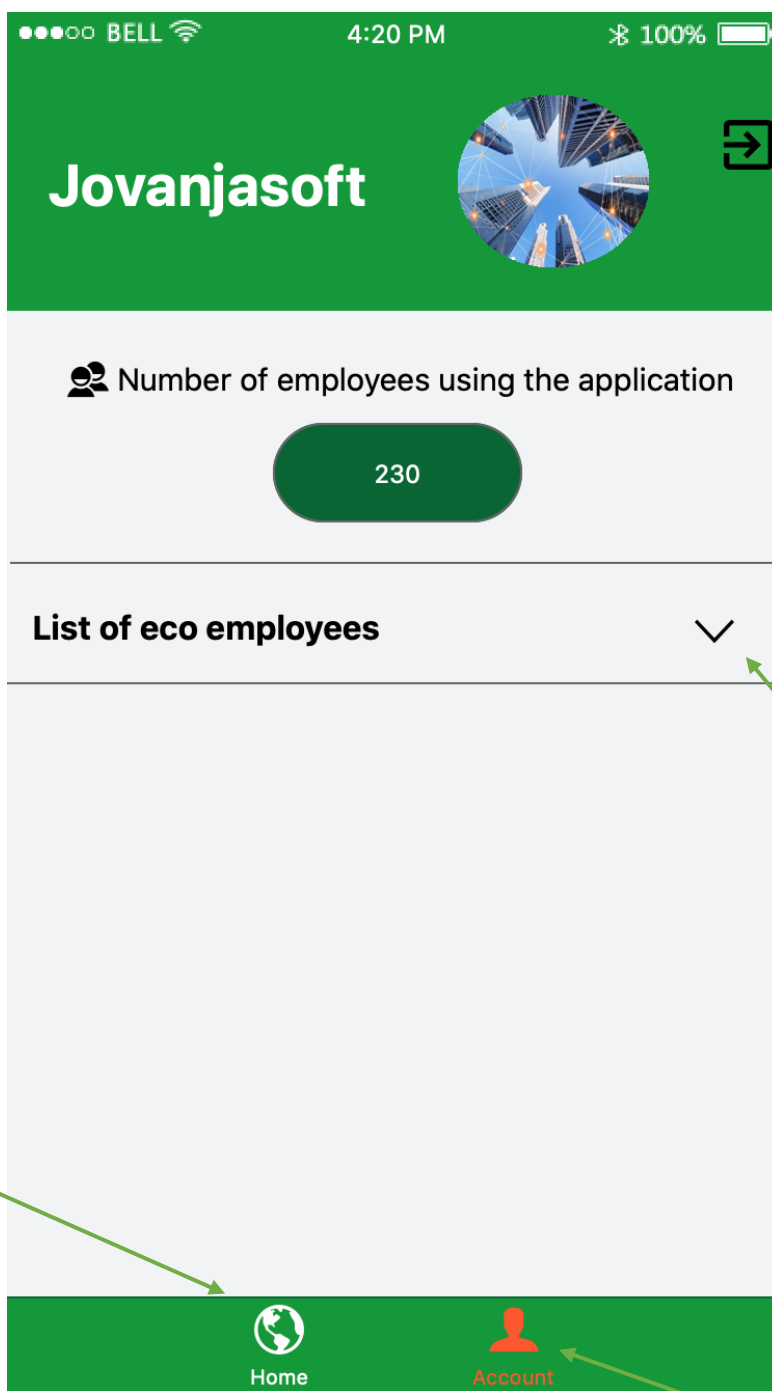 BELL 4:20 PM 100%
Jovanjasoft
Number of employees using the application
230
List of eco employees
Home Account